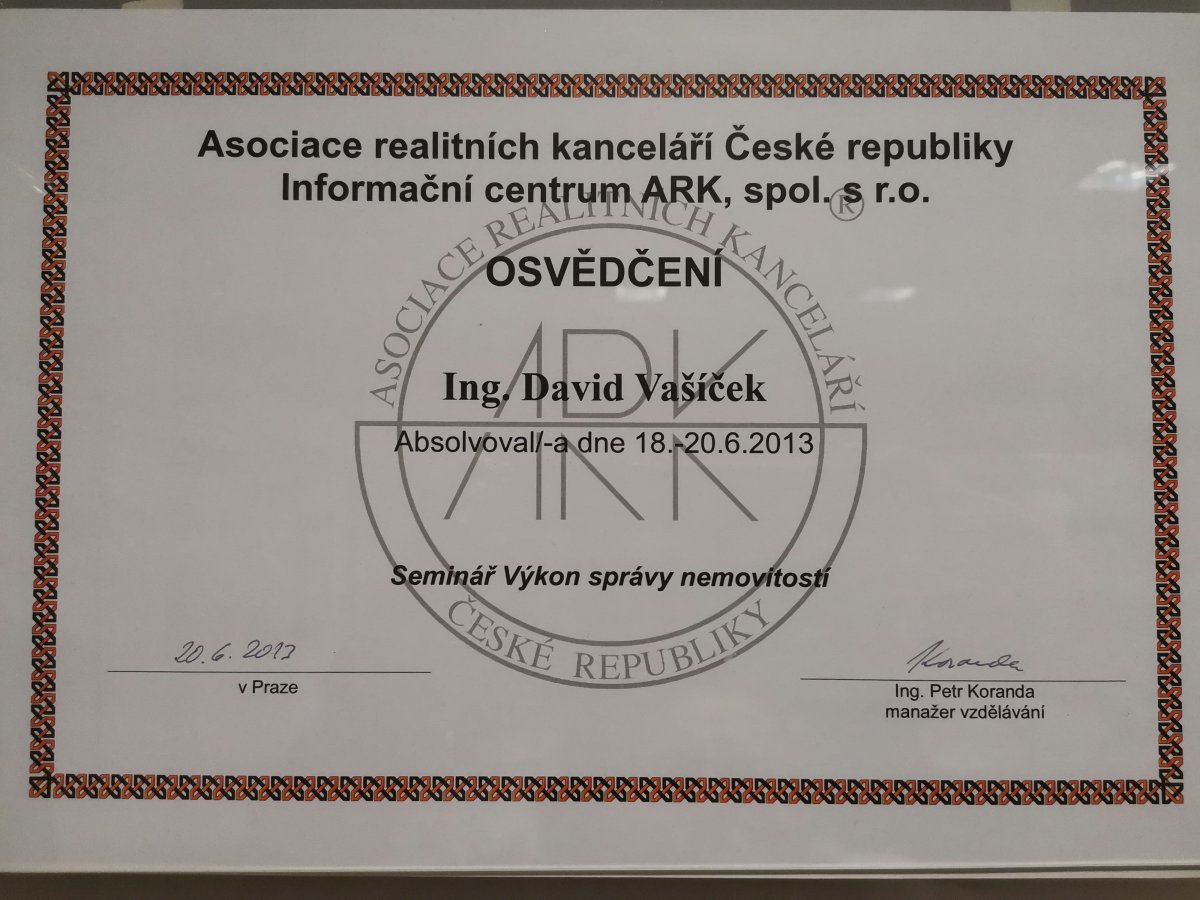 Asociace realitních kanceláří České republiky
Informační centrum ARK, spol. s r.o.
®
ASOCIACE REALITNÍCH KANCELÁŘÍ
OSVĚDČENÍ
Ing. David Vašíček
Absolvoval/-a dne 18.-20.6.2013
ARK
Seminář Výkon správy nemovitostí
ČESKÉ REPUBLIKY
20.6.2013
v Praze
Koranda
Ing. Petr Koranda
manažer vzdělávání